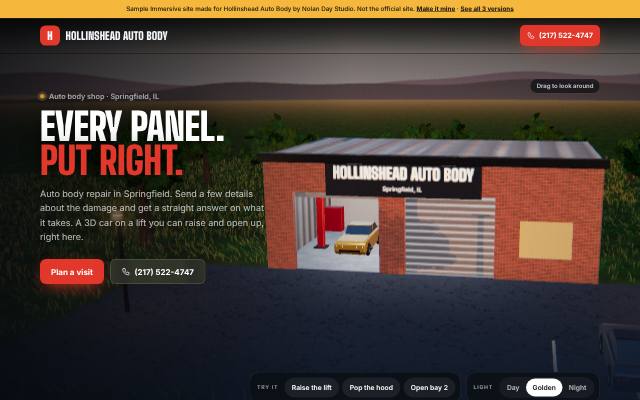 Sample Immersive site made for Hollinshead Auto Body by Nolan Day Studio. Not the official site. Make it mine · See all 3 versions
H HOLLINSHEAD AUTO BODY
(217) 522-4747
Drag to look around
Auto body shop · Springfield, IL
EVERY PANEL.
PUT RIGHT.
HOLLINSHEAD AUTO BODY
Springfield, IL
Auto body repair in Springfield. Send a few details
about the damage and get a straight answer on what
it takes. A 3D car on a lift you can raise and open up,
right here.
Plan a visit
(217) 522-4747
TRY IT Raise the lift Pop the hood Open bay 2
LIGHT Day Golden Night